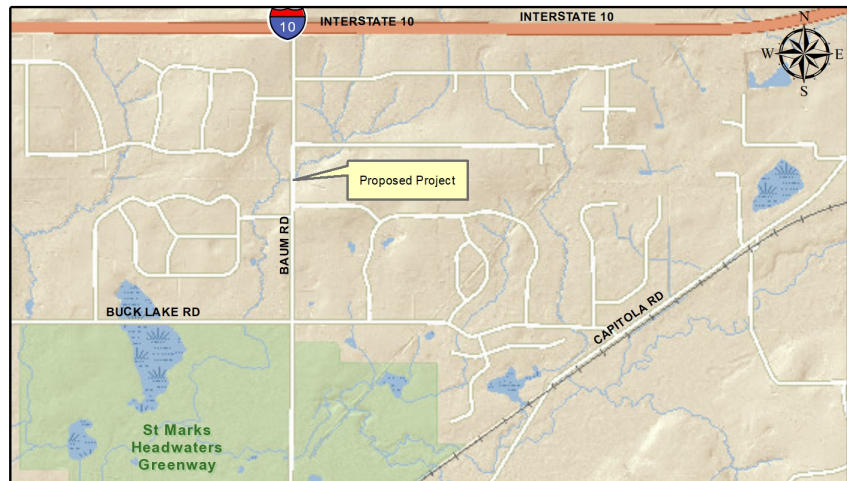 INTERSTATE 10
INTERSTATE 10
10
N
W
E
S
Proposed Project
BAUM RD
BUCK LAKE RD
CAPITOLA RD
St Marks
Headwaters
Greenway